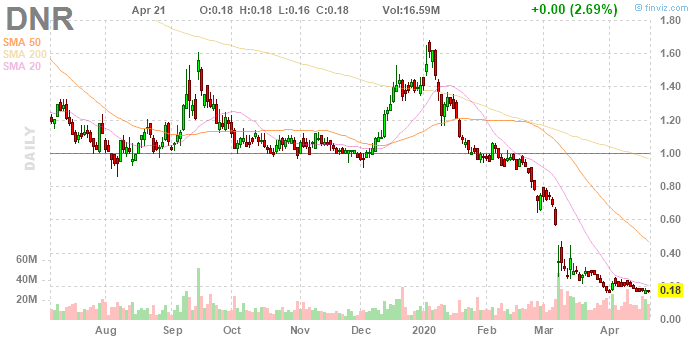 DNR Apr 21 O:0.18 H:0.18 L:0.16 C:0.18 Vol:16.59M +0.00 (2.69%) © finviz.com
SMA 50
SMA 200
SMA 20
DAILY
1.80
1.60
1.40
1.20
1.00
0.80
0.60
0.40
0.18
60M
40M
20M
Aug Sep Oct Nov Dec 2020 Feb Mar Apr